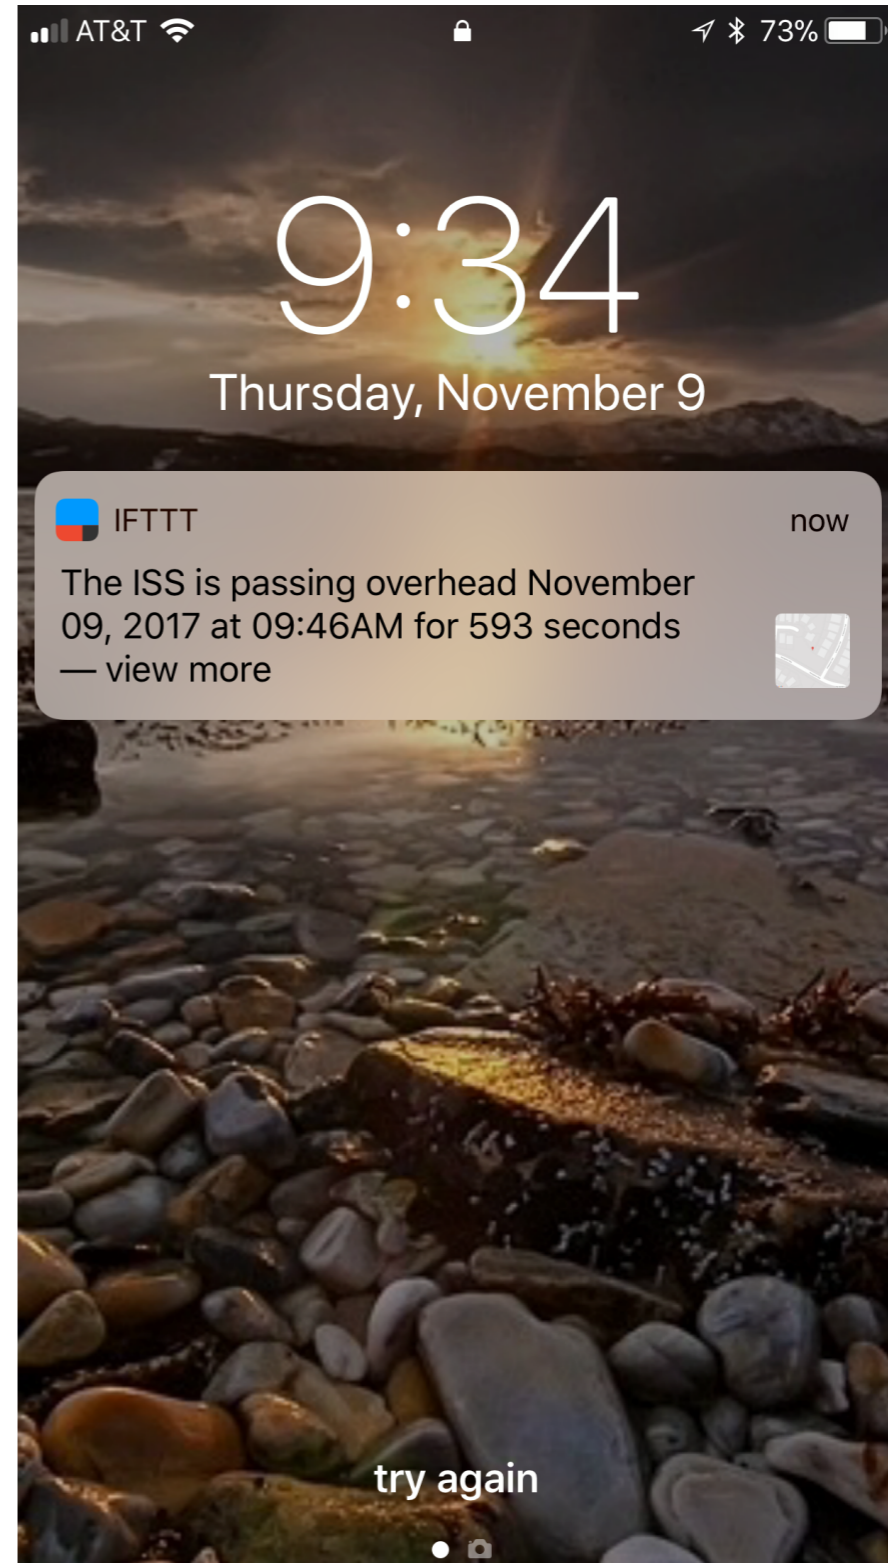 AT&T 73%
9:34
Thursday, November 9
IFTTT now
The ISS is passing overhead November
09, 2017 at 09:46AM for 593 seconds
— view more
try again